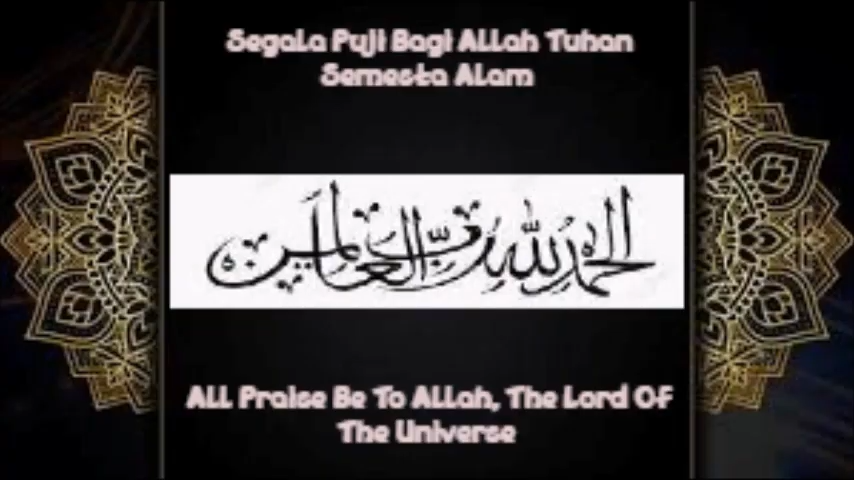 Segala Puji Bagi Allah Tuhan
Semesta Alam
الحمد لله رب العالمين
All Praise Be To Allah, The Lord Of
The Universe